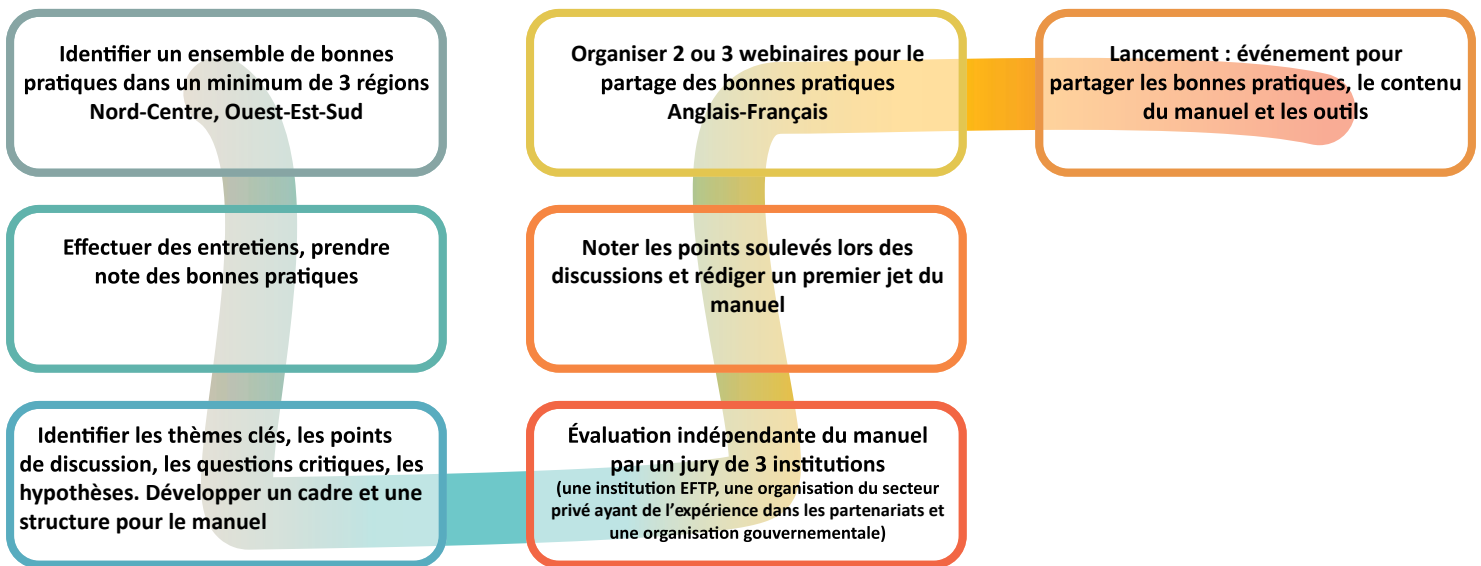 Identifier un ensemble de bonnes
pratiques dans un minimum de 3 régions
Nord-Centre, Ouest-Est-Sud
Effectuer des entretiens, prendre
note des bonnes pratiques
Identifier les thèmes clés, les points
de discussion, les questions critiques, les
hypothèses. Développer un cadre et une
structure pour le manuel
Évaluation indépendante du manuel
par un jury de 3 institutions
(une institution EFTP, une organisation du secteur
privé ayant de l’expérience dans les partenariats et
une organisation gouvernementale)
Noter les points soulevés lors des
discussions et rédiger un premier jet du
manuel
Organiser 2 ou 3 webinaires pour le
partage des bonnes pratiques
Anglais-Français
Lancement : événement pour
partager les bonnes pratiques, le contenu
du manuel et les outils